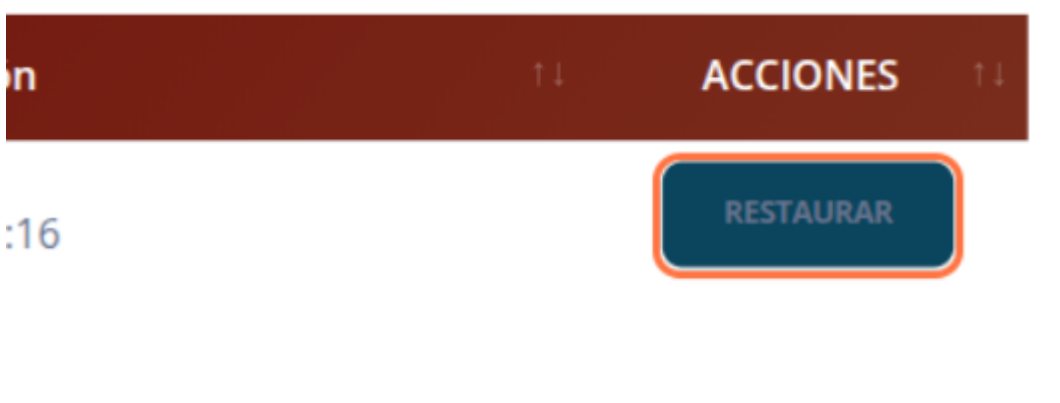 ón ↑↓ ACCIONES ↑↓
:16 RESTAURAR